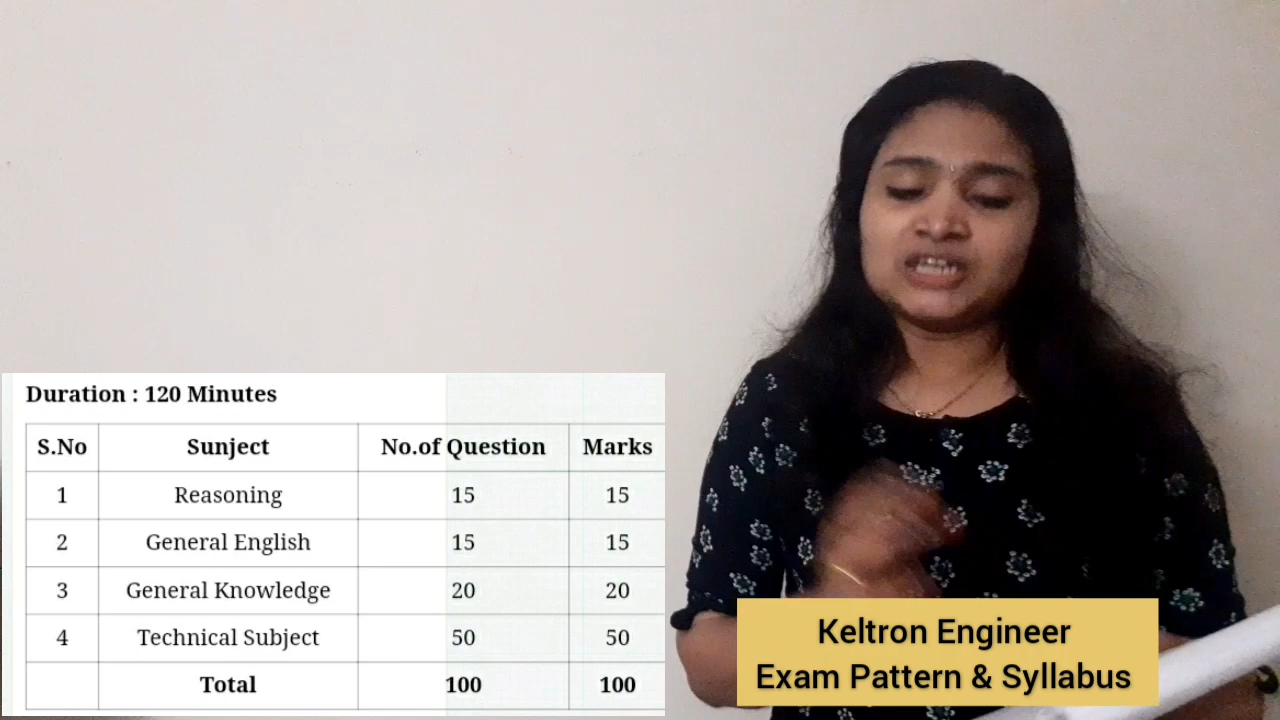 Duration : 120 Minutes
S.No Sunject No.of Question Marks
1 Reasoning 15 15
2 General English 15 15
3 General Knowledge 20 20
4 Technical Subject 50 50
Total 100 100
Keltron Engineer
Exam Pattern & Syllabus